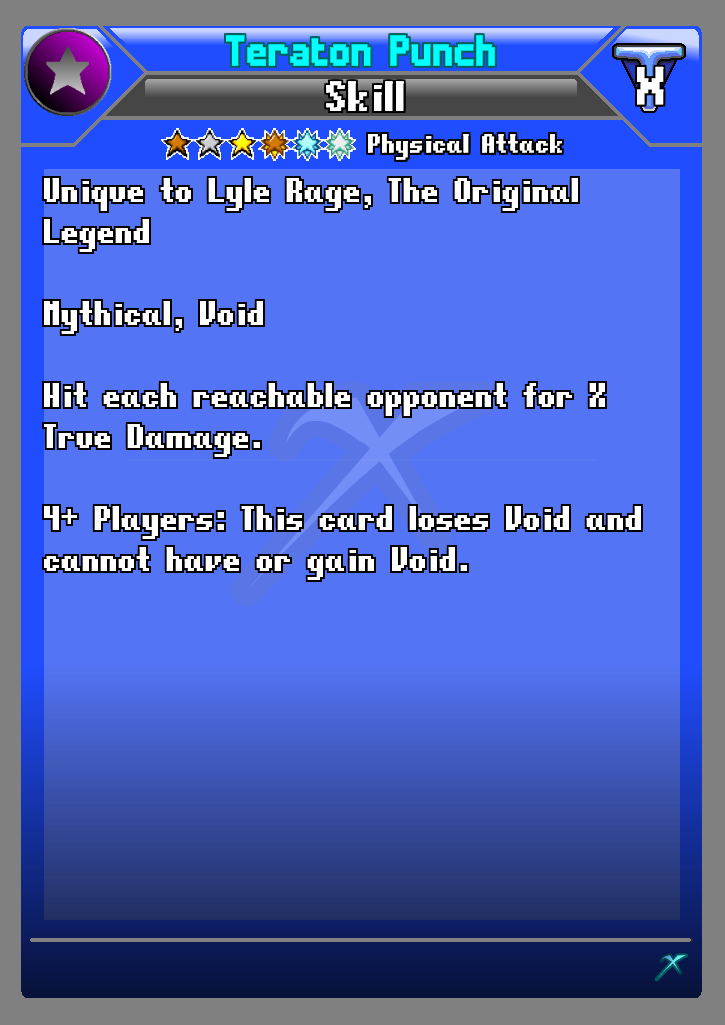 Teraton Punch
Skill
X
Physical Attack
Unique to Lyle Rage, The Original
Legend
Mythical, Void
Hit each reachable opponent for X
True Damage.
4+ Players: This card loses Void and
cannot have or gain Void.